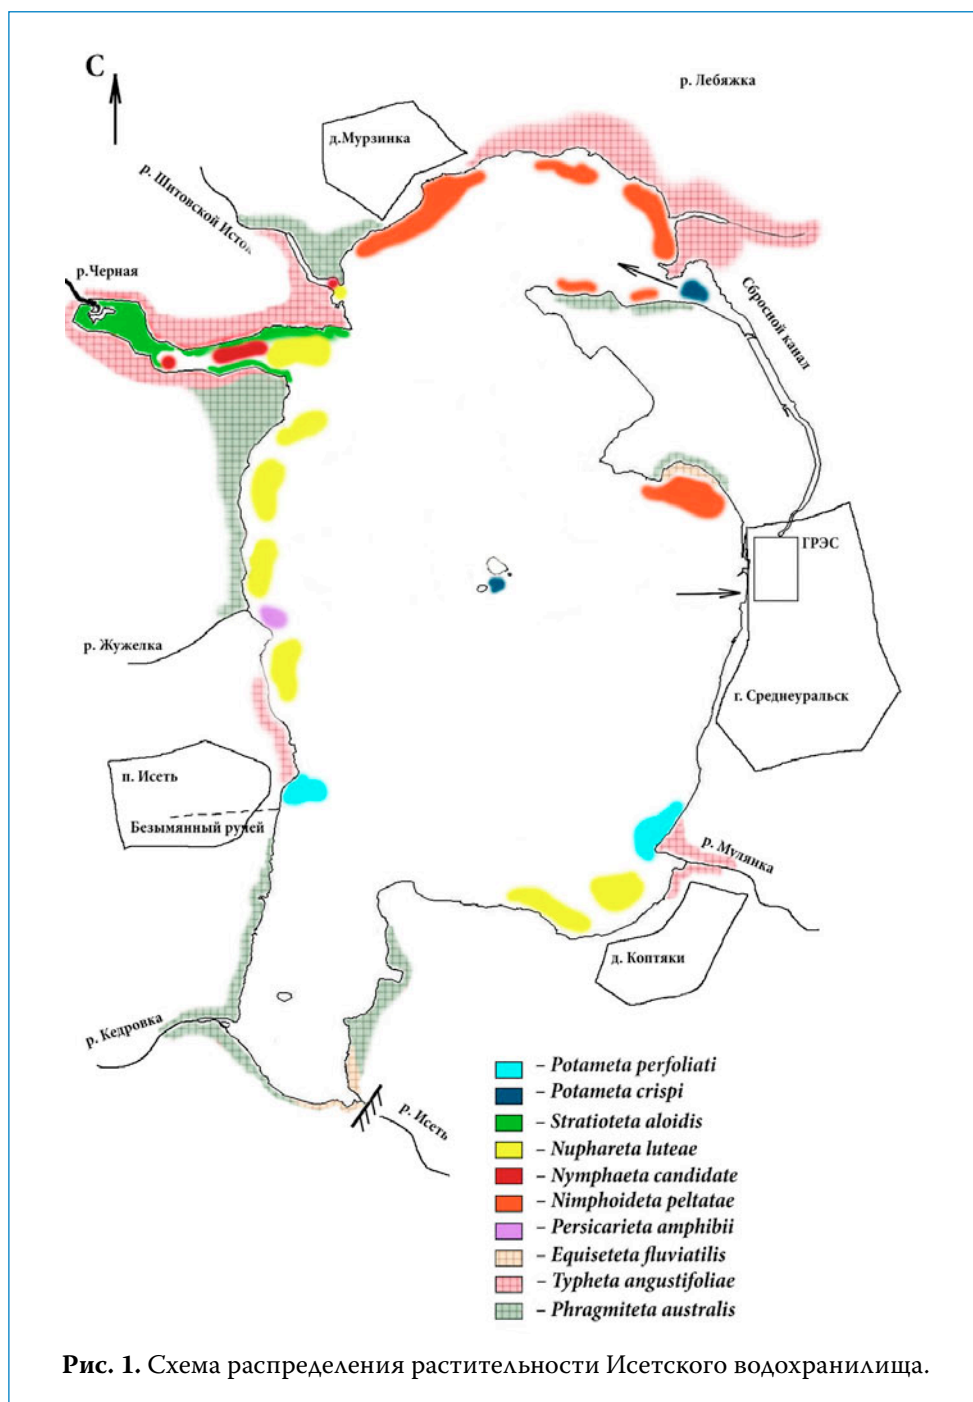 С
р. Лебяжка
д.Мурзинка
р. Шитовской Исток
р.Черная
Сбросной канал
ГРЭС
р. Жужелка
г. Среднеуральск
п. Исеть
Безымянный ручей
р. Мулянка
д. Коптяки
р. Кедровка
р. Исеть
– Potameta perfoliati
– Potameta crispi
– Stratioteta aloidis
– Nuphareta luteae
– Nymphaeta candidate
– Nimphoideta peltatae
– Persicarieta amphibii
– Equiseteta fluviatilis
– Typheta angustifoliae
– Phragmiteta australis
Рис. 1. Схема распределения растительности Исетского водохранилища.